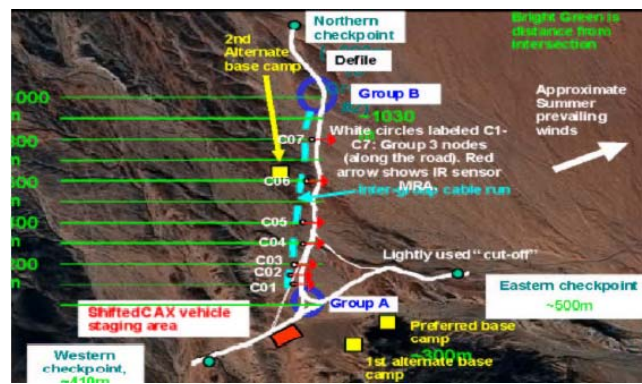 Northern checkpoint
Bright Green is
distance from
intersection
2nd
Alternate
base camp
Defile
Group B
Approximate
Summer
prevailing
winds
~1030
White circles labeled C1-
C7: Group 3 nodes
(along the road). Red
arrow shows IR sensor
MRA.
Inter-group cable run
C07
C06
C05
C04
C03
C02
C01
Lightly used "cut-off"
Group A
Eastern checkpoint
~500m
Shifted CAX vehicle
staging area
Preferred base
camp
~300m
1st. alternate base
camp
Western
checkpoint,
~410m